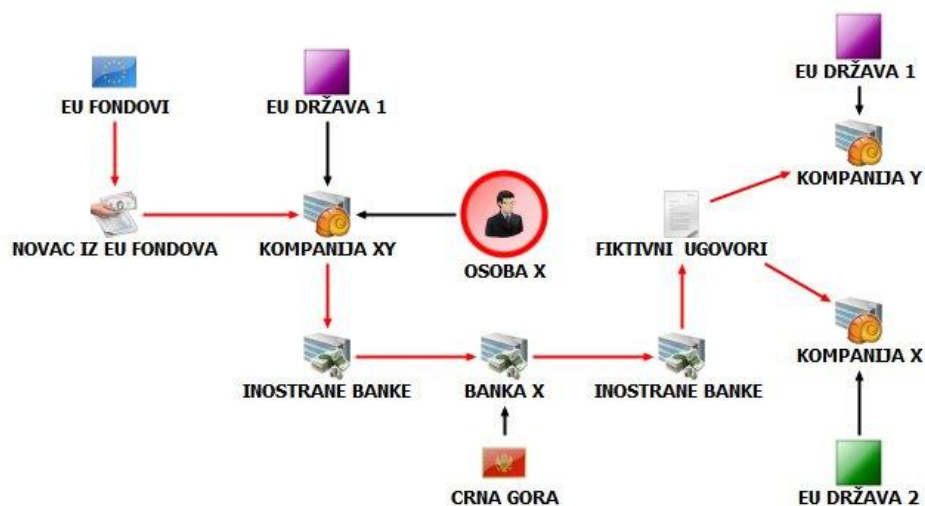 EU DRŽAVA 1
EU FONDOVI
EU DRŽAVA 1
KOMPANIJA Y
NOVAC IZ EU FONDOVA
KOMPANIJA XY
OSOBA X
FIKTIVNI UGOVORI
KOMPANIJA X
INOSTRANE BANKE
BANKA X
INOSTRANE BANKE
CRNA GORA
EU DRŽAVA 2